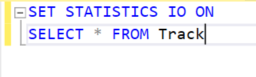 SET STATISTICS IO ON
SELECT * FROM Track